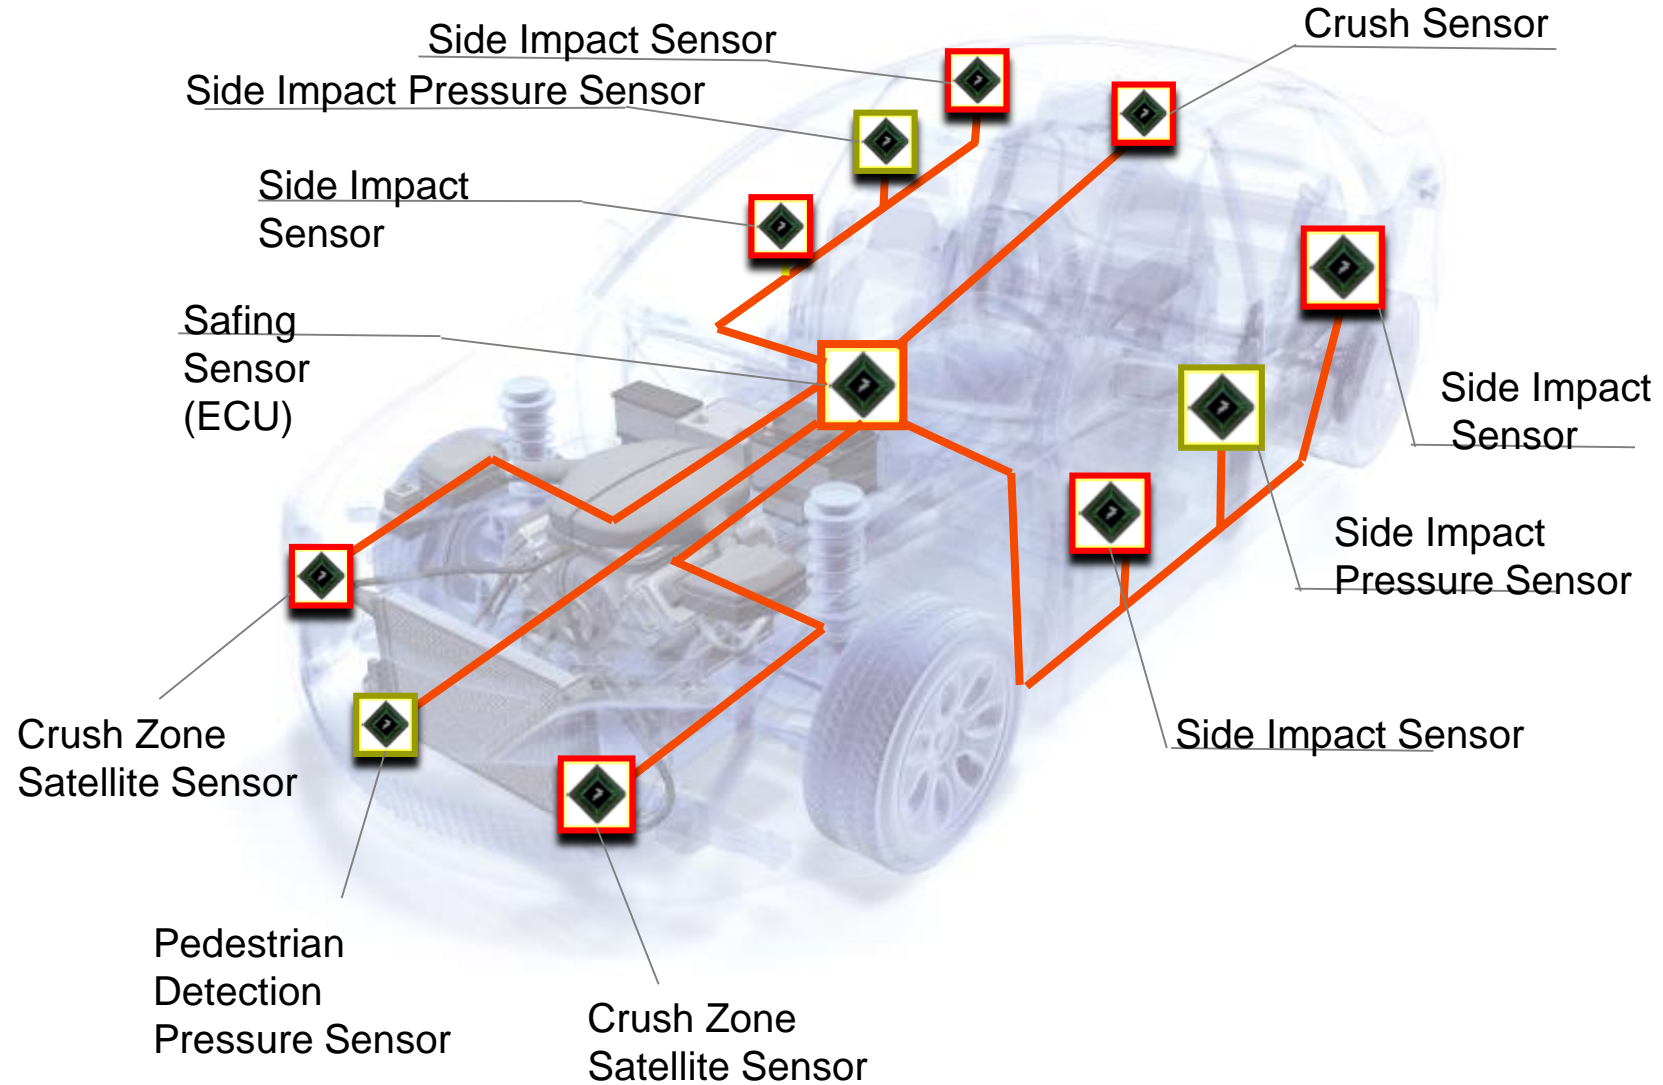 Crush Sensor
Side Impact Sensor
Side Impact Pressure Sensor
Side Impact
Sensor
Safing
Sensor
(ECU)
Side Impact
Sensor
Side Impact
Pressure Sensor
Side Impact Sensor
Crush Zone
Satellite Sensor
Pedestrian
Detection
Pressure Sensor
Crush Zone
Satellite Sensor